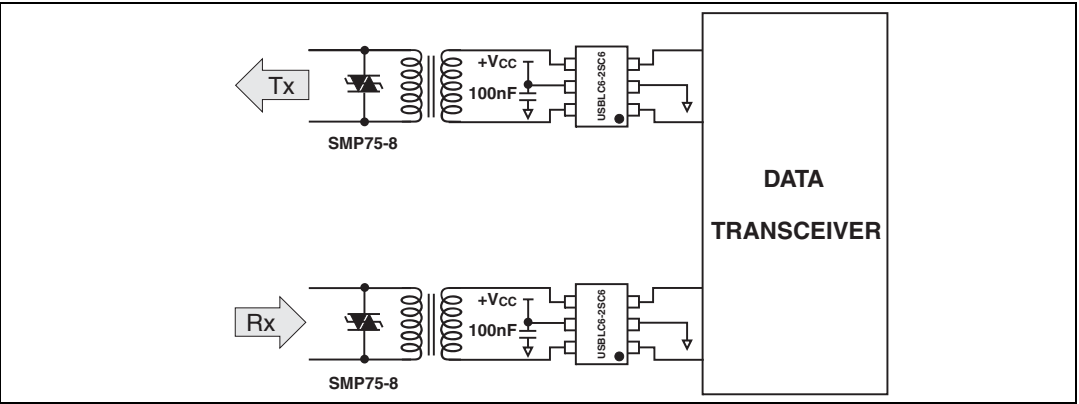 Tx
+VCC
100nF
USBLC6-2SC6
SMP75-8
DATA
TRANSCEIVER
Rx
+VCC
100nF
USBLC6-2SC6
SMP75-8